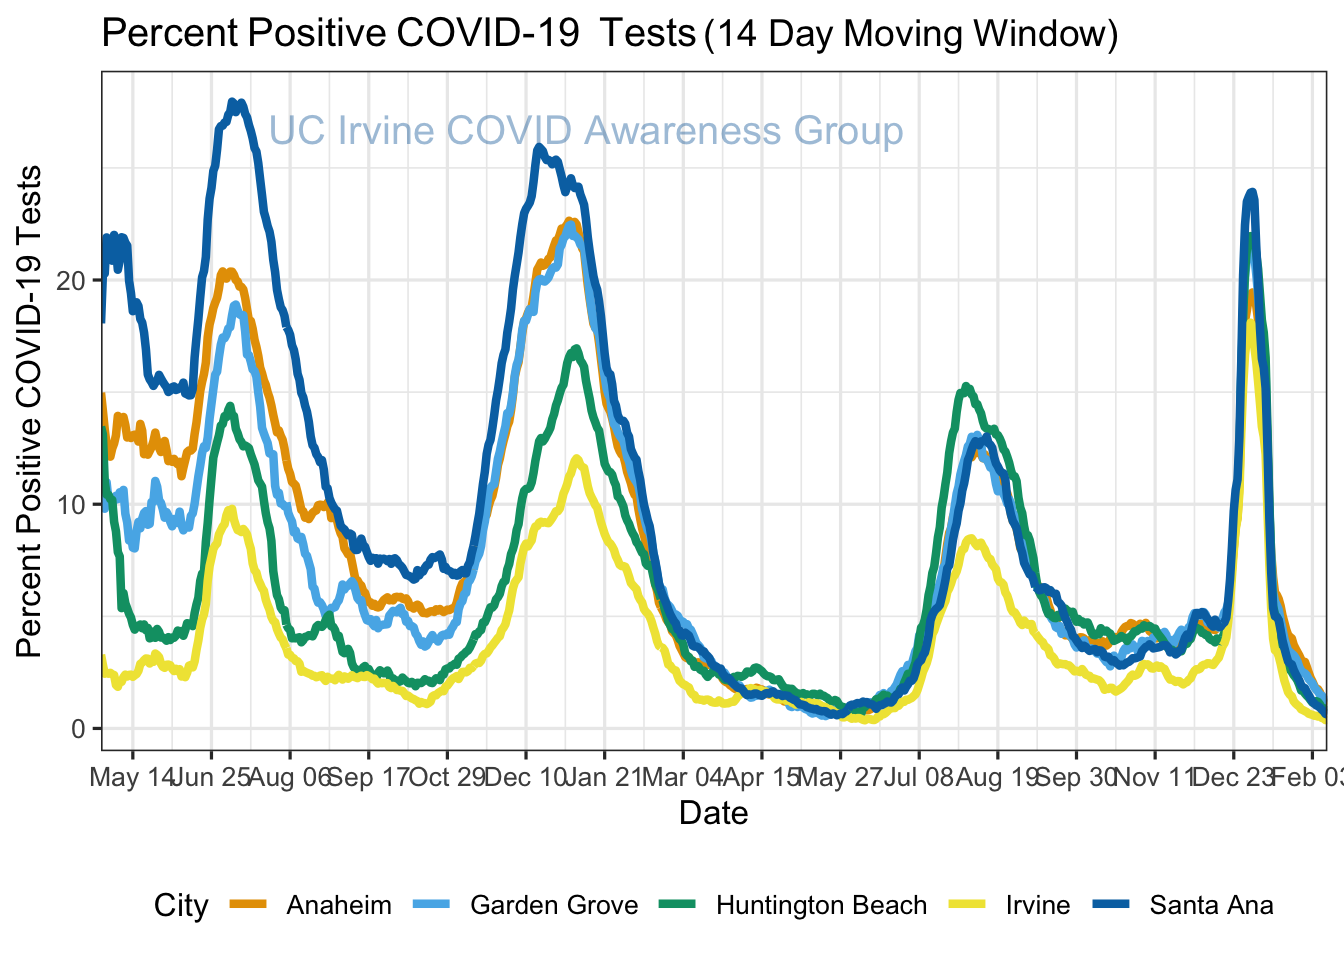 Percent Positive COVID-19 Tests (14 Day Moving Window)
UC Irvine COVID Awareness Group
Percent Positive COVID-19 Tests
20
10
0
May 14 Jun 25 Aug 06 Sep 17 Oct 29 Dec 10 Jan 21 Mar 04 Apr 15 May 27 Jul 08 Aug 19 Sep 30 Nov 11 Dec 23 Feb 03
Date
City Anaheim Garden Grove Huntington Beach Irvine Santa Ana